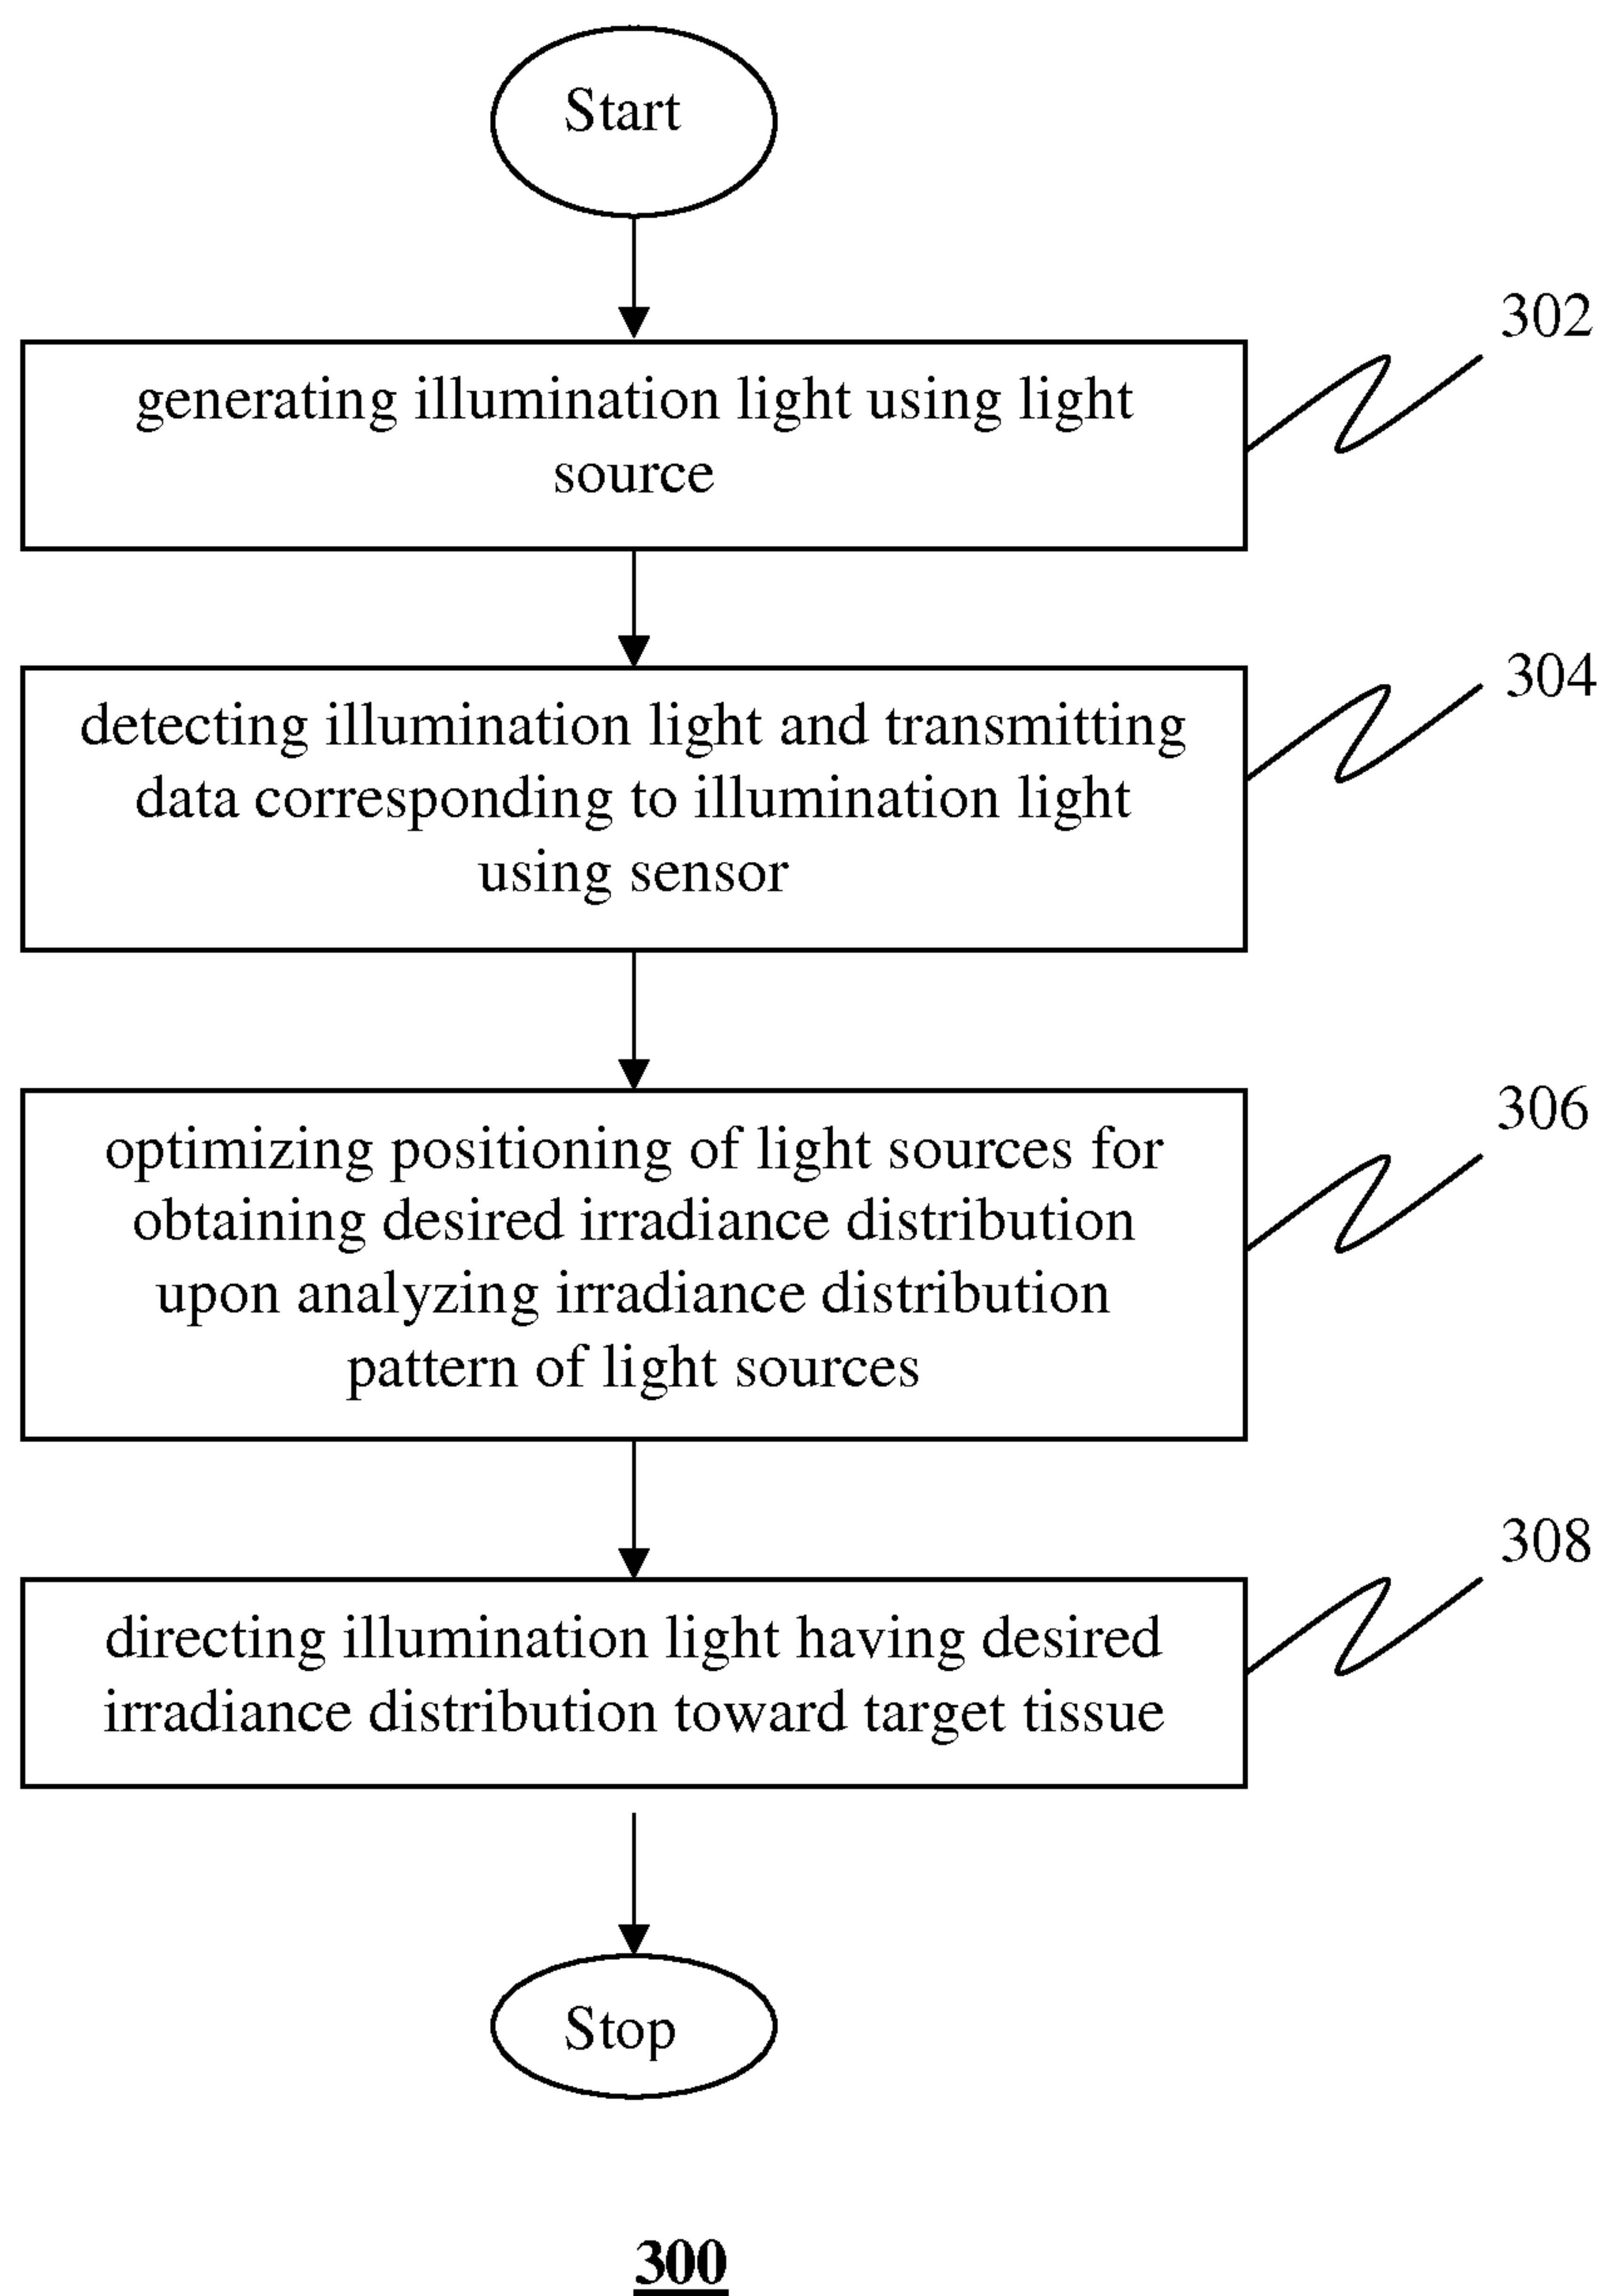 Start
302
generating illumination light using light
source
304
detecting illumination light and transmitting
data corresponding to illumination light
using sensor
306
optimizing positioning of light sources for
obtaining desired irradiance distribution
upon analyzing irradiance distribution
pattern of light sources
308
directing illumination light having desired
irradiance distribution toward target tissue
Stop
300